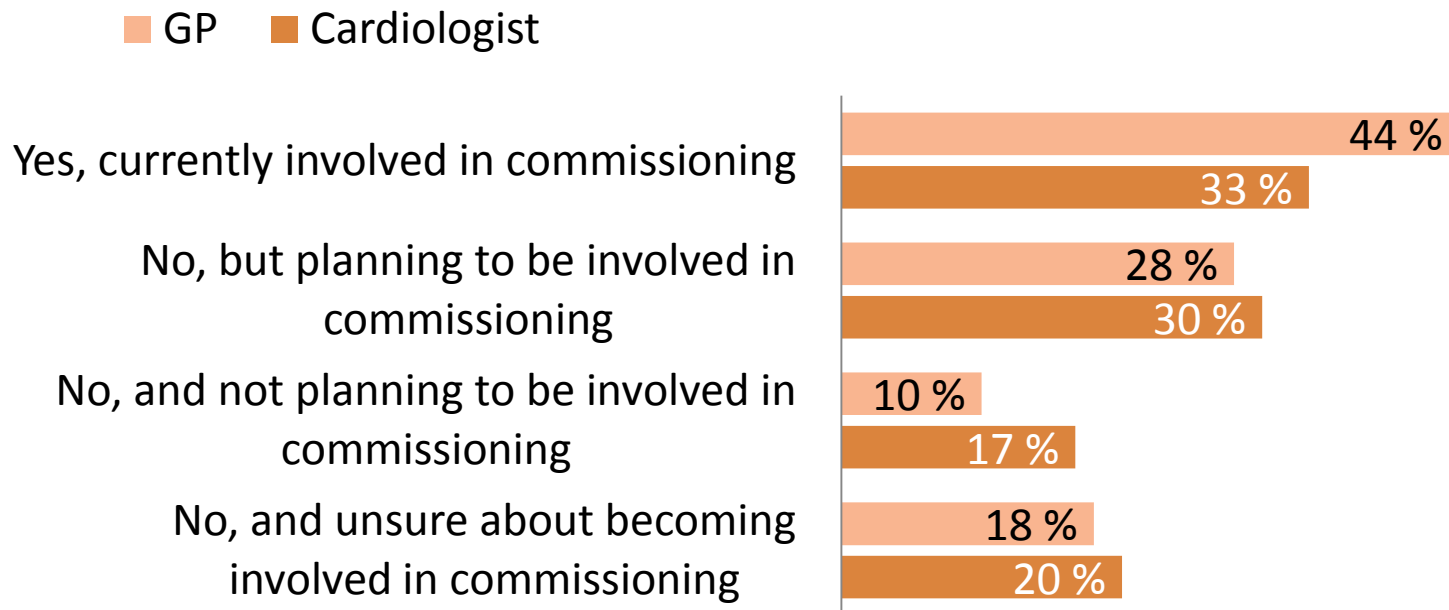 GP Cardiologist
Yes, currently involved in commissioning
44 %
33 %
No, but planning to be involved in
commissioning
28 %
30 %
No, and not planning to be involved in
commissioning
10 %
17 %
No, and unsure about becoming
involved in commissioning
18 %
20 %